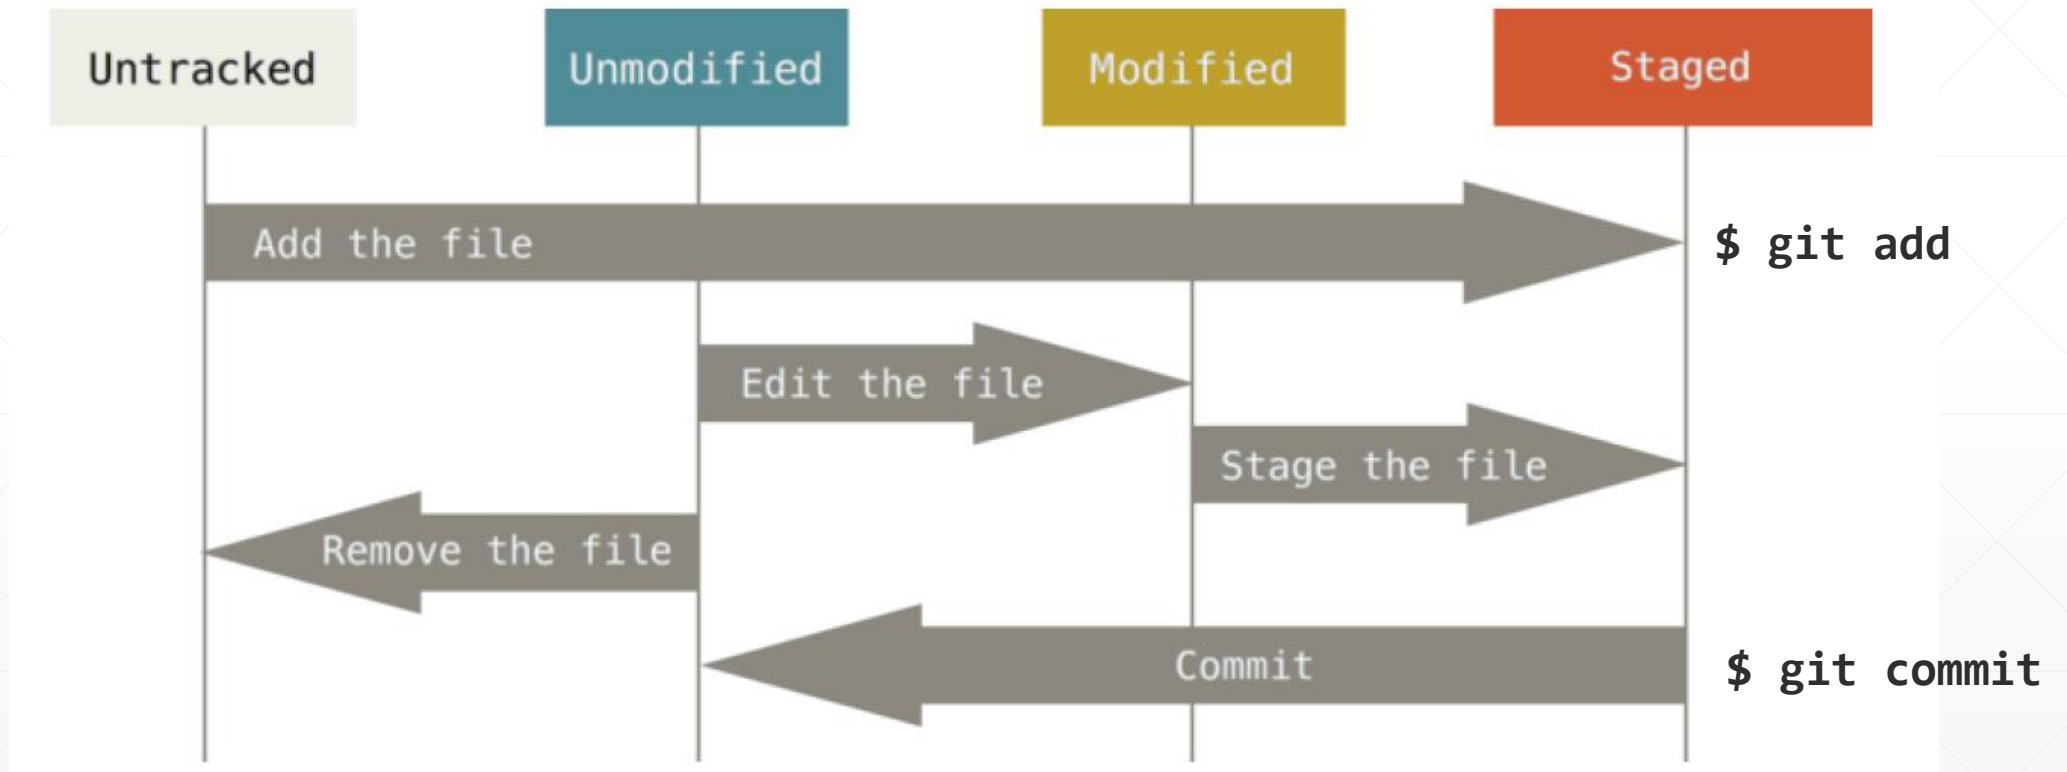 Untracked
Unmodified
Modified
Staged
Add the file
$ git add
Edit the file
Stage the file
Remove the file
Commit
$ git commit